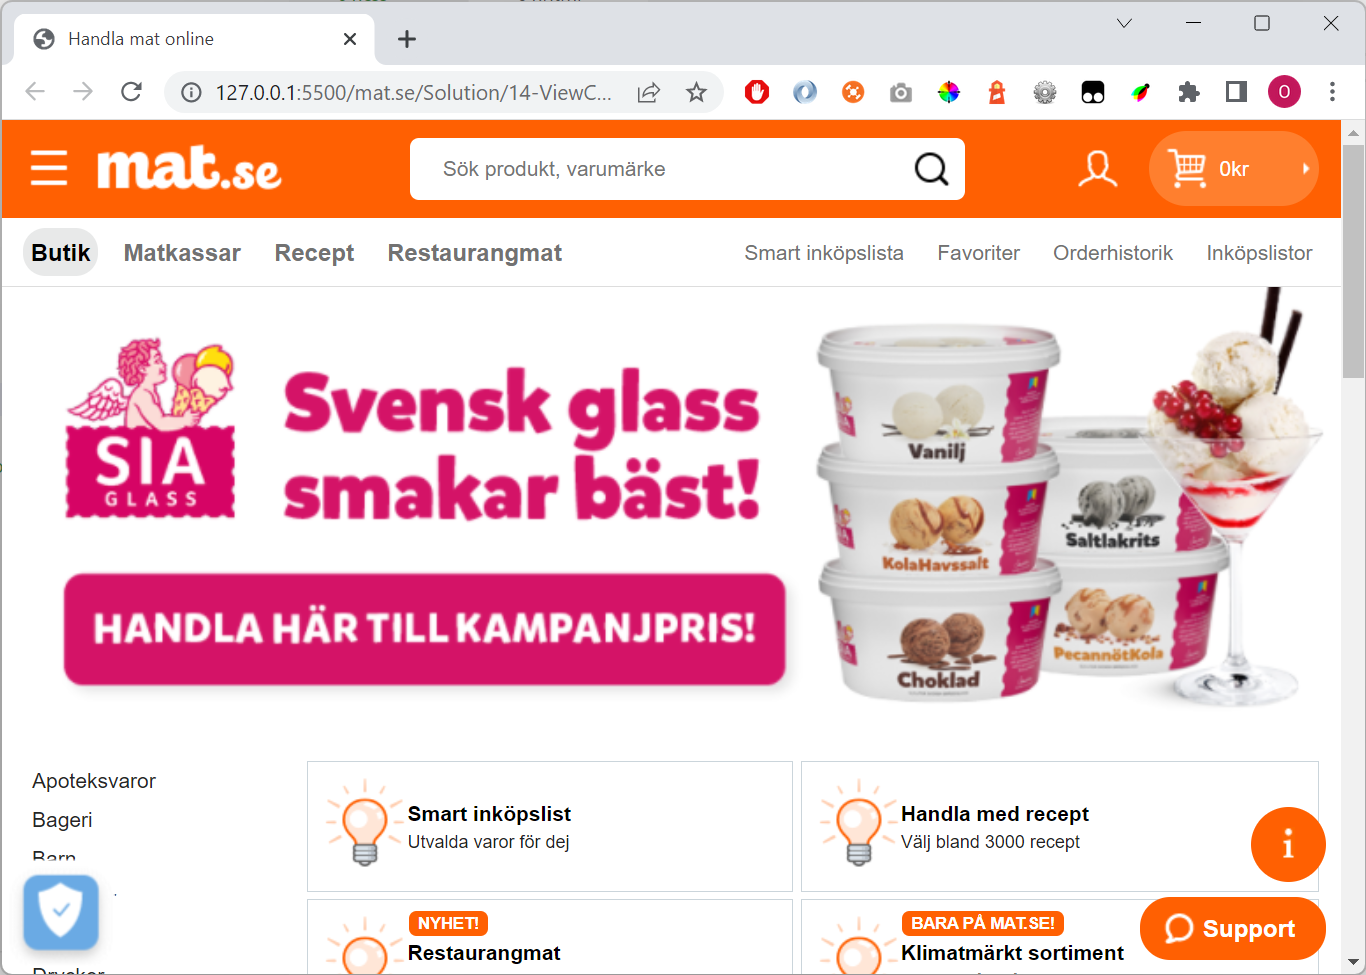 Handla mat online
127.0.0.1:5500/mat.se/Solution/14-ViewC...
O
mat.se
Sök produkt, varumärke
0kr
Butik
Matkassar
Recept
Restaurangmat
Smart inköpslista
Favoriter
Orderhistorik
Inköpslistor
SIA
GLASS
Svensk glass
smakar bäst!
HANDLA HÄR TILL KAMPANJPRIS!
Vanilj
KolaHavssalt
Saltlakrits
Choklad
PecannötKola
Apoteksvaror
Bageri
Barn
Smart inköpslist
Utvalda varor för dej
Handla med recept
Välj bland 3000 recept
i
NYHET!
Restaurangmat
BARA PÅ MAT.SE!
Klimatmärkt sortiment
Support